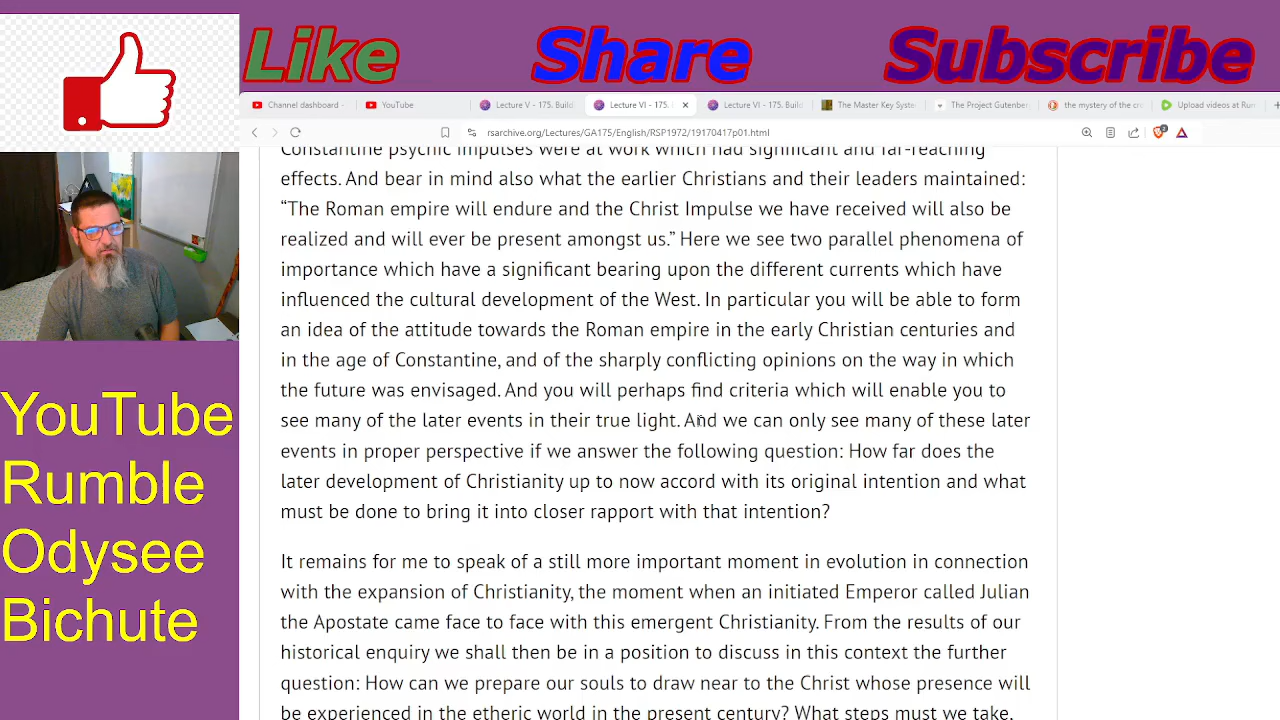 Like Share Subscribe
Channel dashboard - YouTube Lecture V - 175. Build Lecture VI - 175. Lecture VI - 175. Build The Master Key Syste The Project Gutenber the mystery of the cro Upload videos at Rum
rsarchive.org/Lectures/GA175/English/RSP1972/19170417p01.html
Constantine psychic impulses were at work which had significant and far-reaching
effects. And bear in mind also what the earlier Christians and their leaders maintained:
“The Roman empire will endure and the Christ Impulse we have received will also be
realized and will ever be present amongst us.” Here we see two parallel phenomena of
importance which have a significant bearing upon the different currents which have
influenced the cultural development of the West. In particular you will be able to form
an idea of the attitude towards the Roman empire in the early Christian centuries and
in the age of Constantine, and of the sharply conflicting opinions on the way in which
the future was envisaged. And you will perhaps find criteria which will enable you to
see many of the later events in their true light. And we can only see many of these later
events in proper perspective if we answer the following question: How far does the
later development of Christianity up to now accord with its original intention and what
must be done to bring it into closer rapport with that intention?
It remains for me to speak of a still more important moment in evolution in connection
with the expansion of Christianity, the moment when an initiated Emperor called Julian
the Apostate came face to face with this emergent Christianity. From the results of our
historical enquiry we shall then be in a position to discuss in this context the further
question: How can we prepare our souls to draw near to the Christ whose presence will
be experienced in the etheric world in the present century? What steps must we take,
YouTube
Rumble
Odysee
Bichute